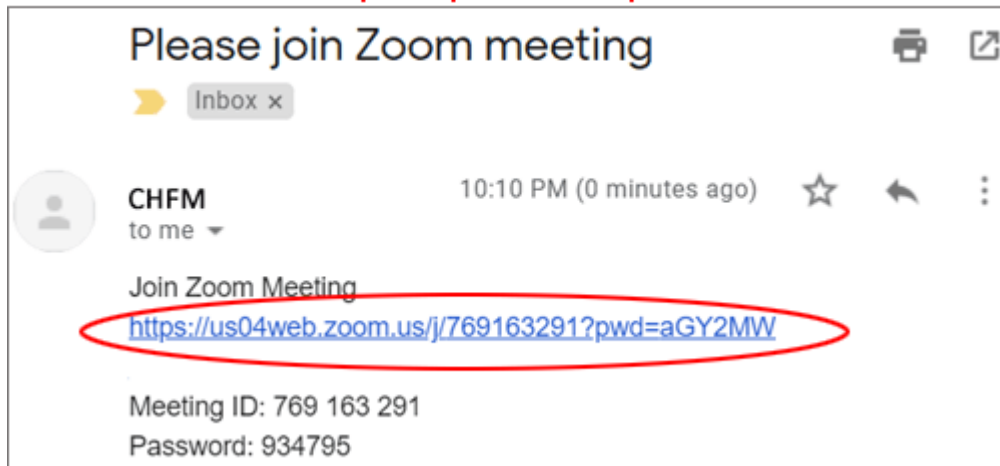 Please join Zoom meeting
Inbox ×
CHFM
10:10 PM (0 minutes ago)
to me
Join Zoom Meeting
https://us04web.zoom.us/j/769163291?pwd=aGY2MW
Meeting ID: 769 163 291
Password: 934795